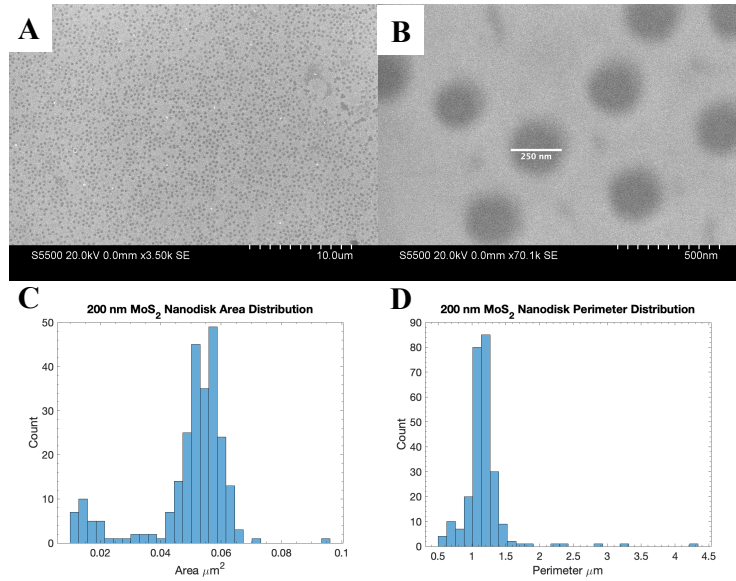 A
B
250 nm
S5500 20.0kV 0.0mm x3.50k SE
10.0um
S5500 20.0kV 0.0mm x70.1k SE
500nm
C
200 nm MoS₂ Nanodisk Area Distribution
50
40
30
20
10
0
Count
0.02 0.04 0.06 0.08 0.1
Area μm²
D
200 nm MoS₂ Nanodisk Perimeter Distribution
90
80
70
60
50
40
30
20
10
0
Count
0.5 1 1.5 2 2.5 3 3.5 4 4.5
Perimeter μm